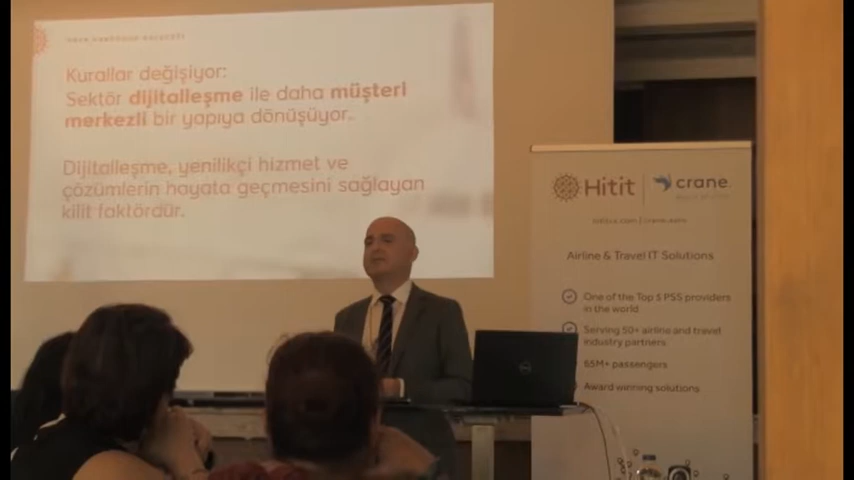 Kurallar değişiyor:
Sektör dijitalleşme ile daha müşteri
merkezli bir yapıya dönüşüyor.
Dijitalleşme, yenilikçi hizmet ve
çözümlerin hayata geçmesini sağlayan
kilit faktördür.
Hitit crane
Airline & Travel IT Solutions
One of the Top 3 PSS providers
in the world
Serving 50+ airline and travel
industry partners
65M+ passengers
Award winning solutions
DELL